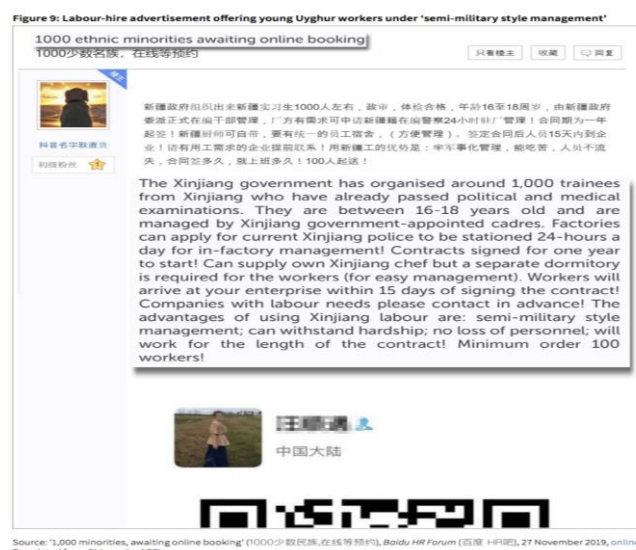 Figure 9: Labour-hire advertisement offering young Uyghur workers under ‘semi-military style management’
1000 ethnic minorities awaiting online booking
1000少数名族，在线等预约
只看楼主
收藏
回复
楼主
新疆政府组织出来新疆实习生1000人左右，政审，体检合格，年龄16至18周岁，由新疆政府
委派正式在编干部管理，厂方有需求可申请新疆籍在编警察24小时驻厂管理！合同期为一年
起签！新疆厨师可自带，要有统一的员工宿舍，（方便管理）。签定合同后人员15天内到企
业！请有用工需求的企业提前联系！用新疆工的优势是：半军事化管理，能吃苦，人员不流
失，合同签多久，就上班多久！100人起送！
初级粉丝
The Xinjiang government has organised around 1,000 trainees
from Xinjiang who have already passed political and medical
examinations. They are between 16-18 years old and are
managed by Xinjiang government-appointed cadres. Factories
can apply for current Xinjiang police to be stationed 24-hours a
day for in-factory management! Contracts signed for one year
to start! Can supply own Xinjiang chef but a separate dormitory
is required for the workers (for easy management). Workers will
arrive at your enterprise within 15 days of signing the contract!
Companies with labour needs please contact in advance! The
advantages of using Xinjiang labour are: semi-military style
management; can withstand hardship; no loss of personnel; will
work for the length of the contract! Minimum order 100
workers!
中国大陆
Source: ‘1,000 minorities, awaiting online booking’ (1000少数民族,在线等预约), Baidu HR Forum (百度 HR吧), 27 November 2019, online